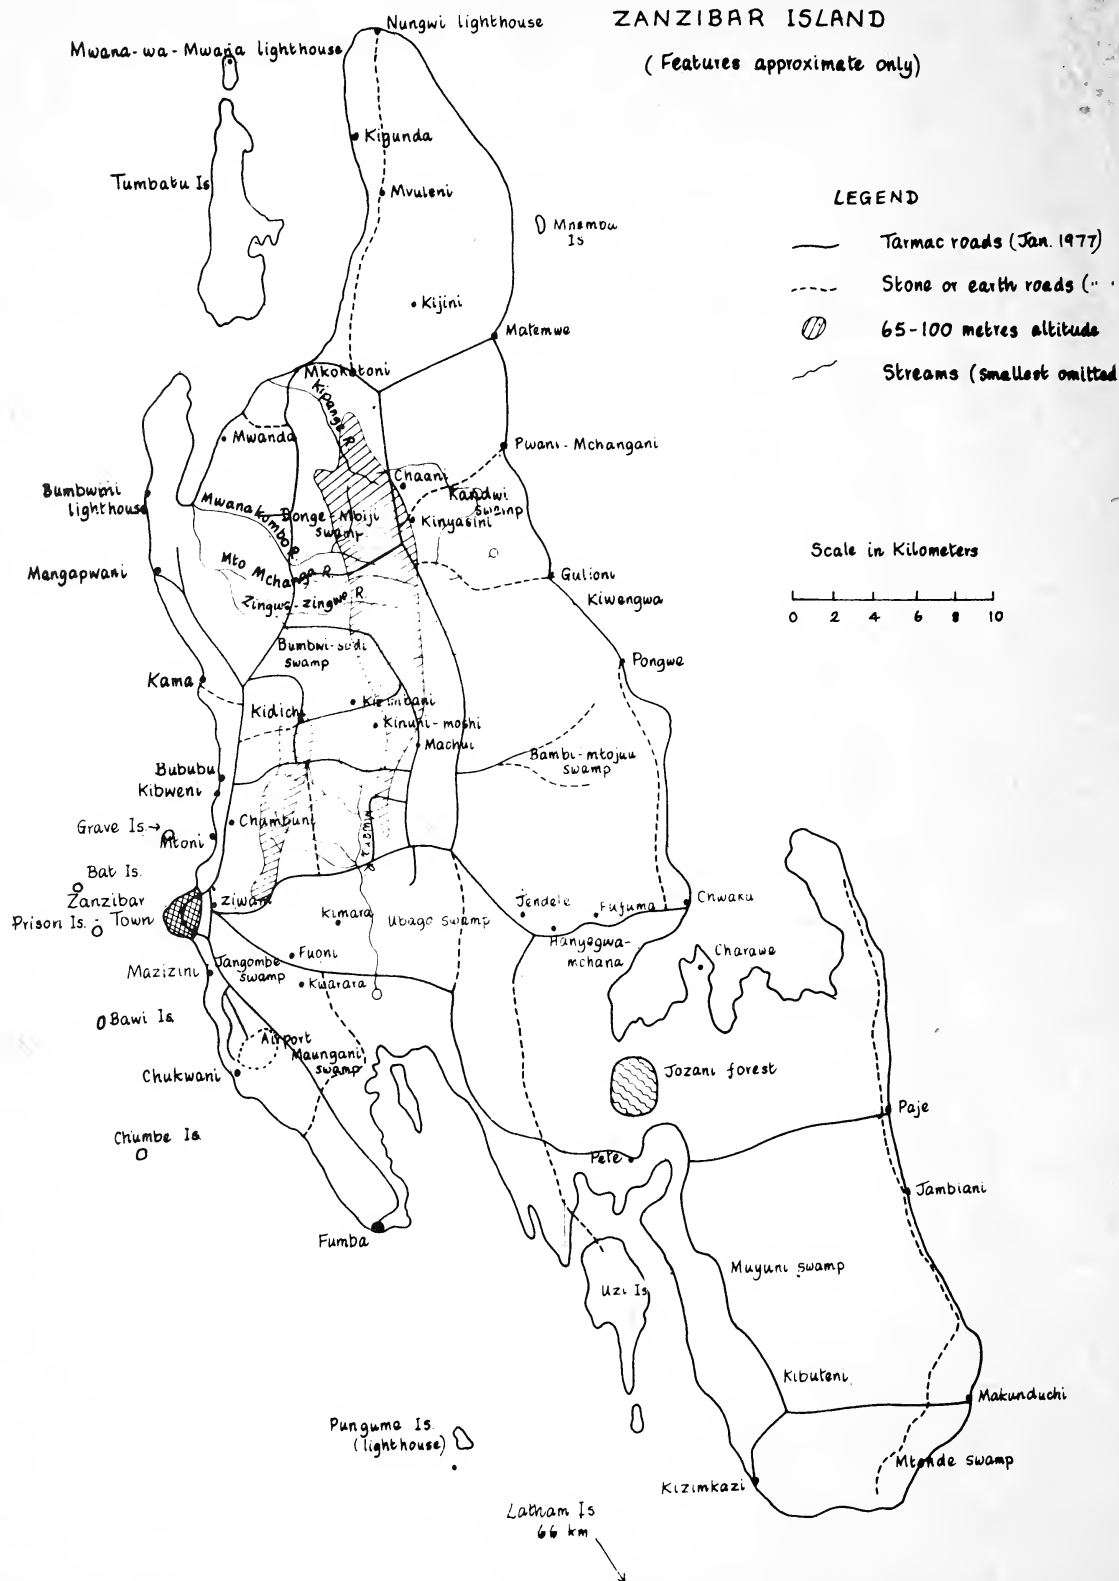 ZANZIBAR ISLAND
(Features approximate only)
Nungwi lighthouse
Mwana-wa-Mwana lighthouse
Kigunda
Tumbatu Is
Mvuleni
Mnemba
Is
LEGEND
Tarmac roads (Jan. 1977)
Stone or earth roads (" "
65-100 metres altitude
Streams (smallest omitted
Kijini
Matemwe
Mkokotoni
Kipange R.
Mwanda
Pwani-Mchangani
Chaani
Bumbwini
lighthouse
Mwanakombo R.
Donge-Mbiji
swamp
Kandwi
swamp
Kinyasini
Scale in Kilometers
0 2 4 6 8 10
Mangapwani
Mto Mchanga R.
Zingwe-zingwe R.
Gulioni
Kiwengwa
Bumbwi-sudi
swamp
Pongwe
Kama
Kidichi
Kizimbani
Kinuni-moshi
Machui
Bambi-mtojuu
swamp
Bububu
Kibweni
Grave Is.→
Mtoni
Chumbuni
Mwera R
Bat Is.
Zanzibar
Town
Prison Is.
Ziwani
Kimara
Ubago swamp
Jendele
Fufuma
Chwaka
Hanyegwa-
mchana
Charawe
Fuoni
Mazizini
Jangombe
swamp
Kwarara
Bawi Is
Airport
Maungani
swamp
Chukwani
Jozani forest
Paje
Chumbe Is.
Pete
Jambiani
Fumba
Muyuni swamp
Uzi Is
Kibuteni
Makunduchi
Pungume Is.
(lighthouse)
Mtende swamp
Kizimkazi
Latham Is
66 km